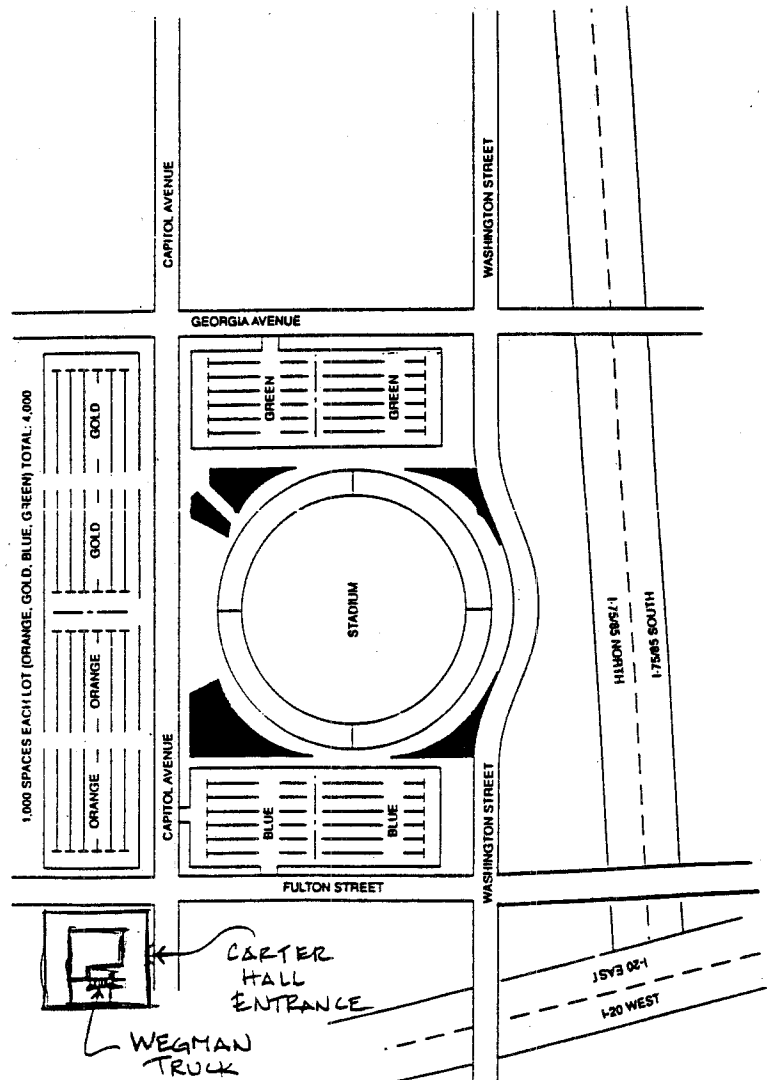 CAPITOL AVENUE
WASHINGTON STREET
GEORGIA AVENUE
1,000 SPACES EACH LOT (ORANGE, GOLD, BLUE, GREEN) TOTAL: 4,000
GOLD
GOLD
ORANGE
ORANGE
GREEN
GREEN
STADIUM
I-75/85 NORTH
I-75/85 SOUTH
CAPITOL AVENUE
BLUE
BLUE
WASHINGTON STREET
FULTON STREET
CARTER
HALL
ENTRANCE
I-20 EAST
I-20 WEST
WEGMAN
TRUCK